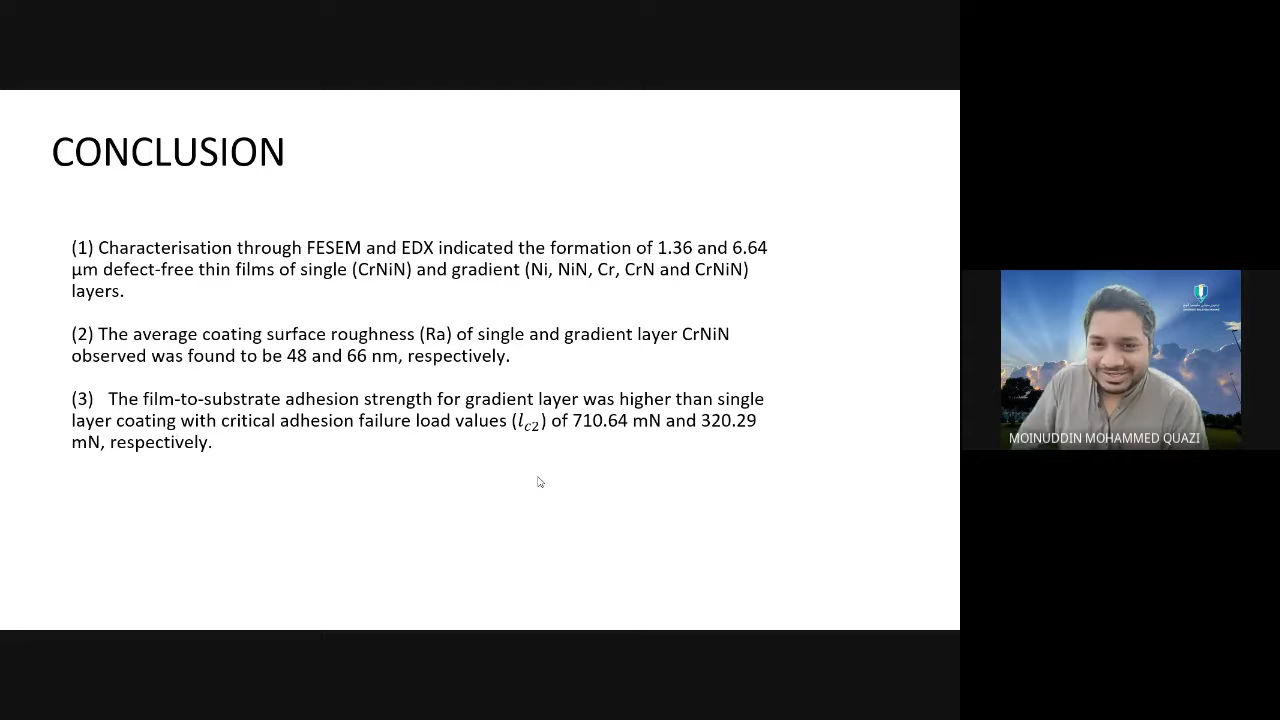 CONCLUSION
(1) Characterisation through FESEM and EDX indicated the formation of 1.36 and 6.64
μm defect-free thin films of single (CrNiN) and gradient (Ni, NiN, Cr, CrN and CrNiN)
layers.
(2) The average coating surface roughness (Ra) of single and gradient layer CrNiN
observed was found to be 48 and 66 nm, respectively.
(3) The film-to-substrate adhesion strength for gradient layer was higher than single
layer coating with critical adhesion failure load values (l_{c2}) of 710.64 mN and 320.29
mN, respectively.
MOINUDDIN MOHAMMED QUAZI